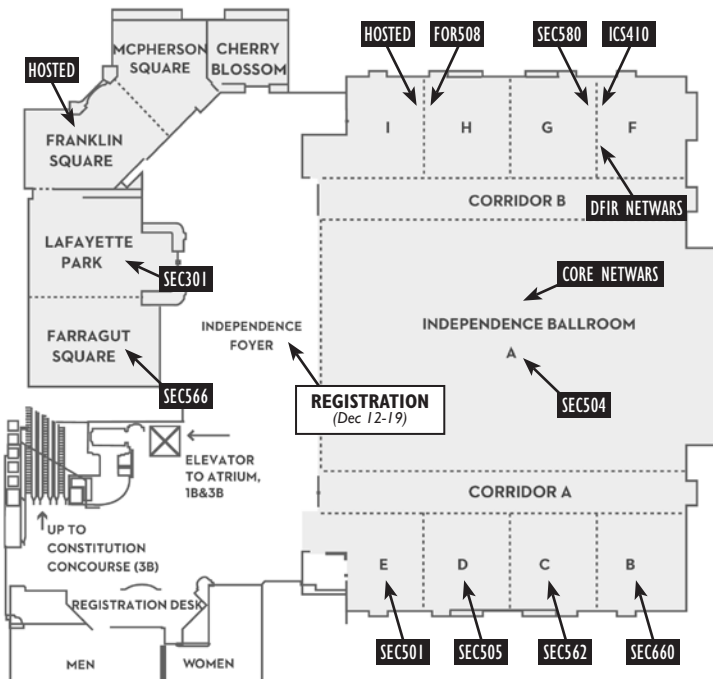 MCPHERSON
SQUARE
CHERRY
BLOSSOM
HOSTED
FRANKLIN
SQUARE
LAFAYETTE
PARK
SEC301
FARRAGUT
SQUARE
SEC566
HOSTED
FOR508
SEC580
ICS410
I
H
G
F
CORRIDOR B
DFIR NETWARS
CORE NETWARS
INDEPENDENCE
FOYER
INDEPENDENCE BALLROOM
A
SEC504
REGISTRATION
(Dec 12-19)
ELEVATOR
TO ATRIUM,
1B&3B
UP TO
CONSTITUTION
CONCOURSE (3B)
CORRIDOR A
E
D
C
B
SEC501
SEC505
SEC562
SEC660
REGISTRATION DESK
MEN
WOMEN